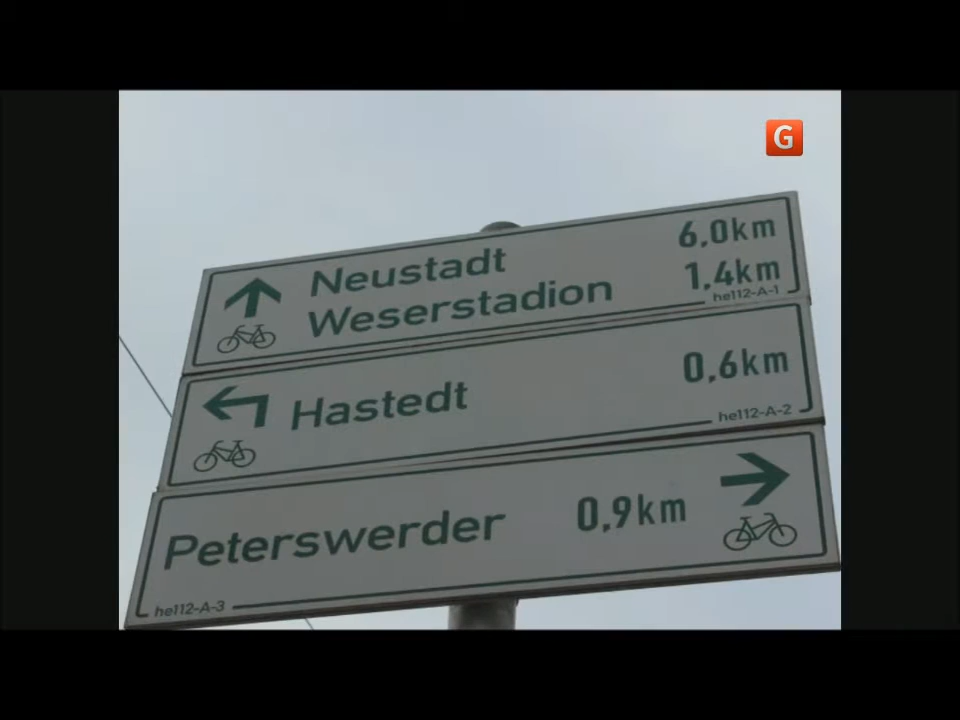 G
Neustadt 6,0km
Weserstadion 1,4km
he112-A-1
Hastedt 0,6km
he112-A-2
Peterswerder 0,9km
he112-A-3